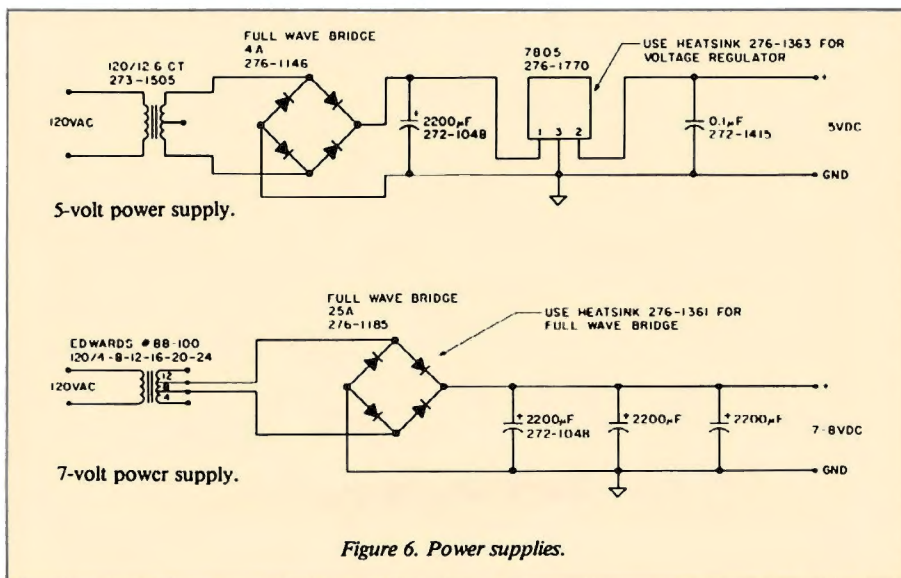 FULL WAVE BRIDGE
4A
276-1146
120/12.6 CT
273-1505
120VAC
+
2200µF
272-1048
7805
276-1770
1 3 2
USE HEATSINK 276-1363 FOR
VOLTAGE REGULATOR
0.1µF
272-1415
+
5VDC
GND
5-volt power supply.
FULL WAVE BRIDGE
25A
276-1185
EDWARDS #88-100
120/4-8-12-16-20-24
120VAC
12
8
4
USE HEATSINK 276-1361 FOR
FULL WAVE BRIDGE
+
2200µF
272-1048
+
2200µF
+
2200µF
+
7-8VDC
GND
7-volt power supply.
Figure 6. Power supplies.